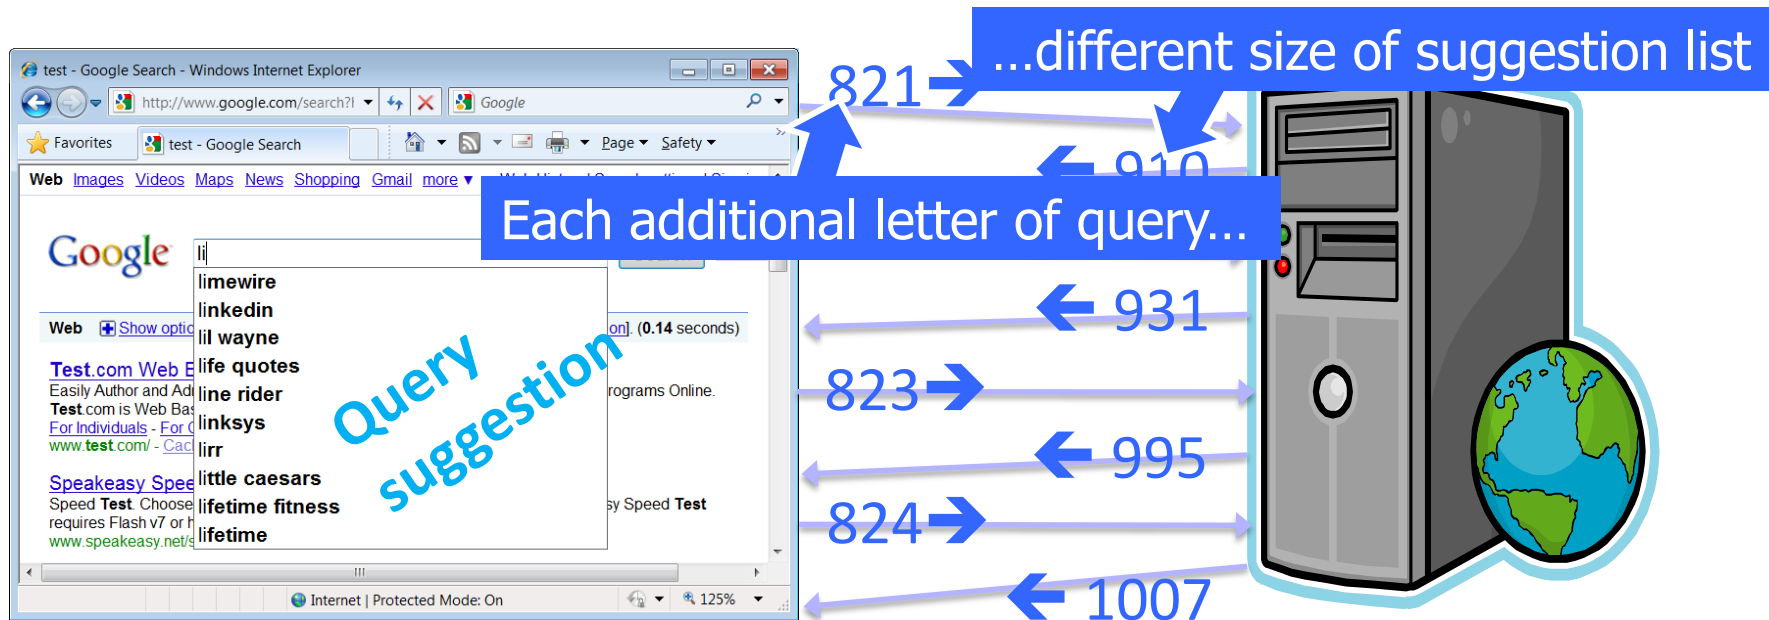 …different size of suggestion list
test - Google Search - Windows Internet Explorer
821
http://www.google.com/search?
Google
Favorites
test - Google Search
Page
Safety
910
Web Images Videos Maps News Shopping Gmail more
Each additional letter of query…
Google
li
limewire
linkedin
931
lil wayne
Web
Show
(0.14 seconds)
life quotes
Test.com Web
Easily Author and
line rider
rograms Online.
823
Test.com is Web
linksys
For Individuals - For
Query
suggestion
www.test.com/ -
lirr
995
little caesars
Speakeasy
Speed Test. Choose
lifetime fitness
sy Speed Test
requires Flash v7 or
824
lifetime
www.speakeasy.net/
Internet | Protected Mode: On
125%
1007